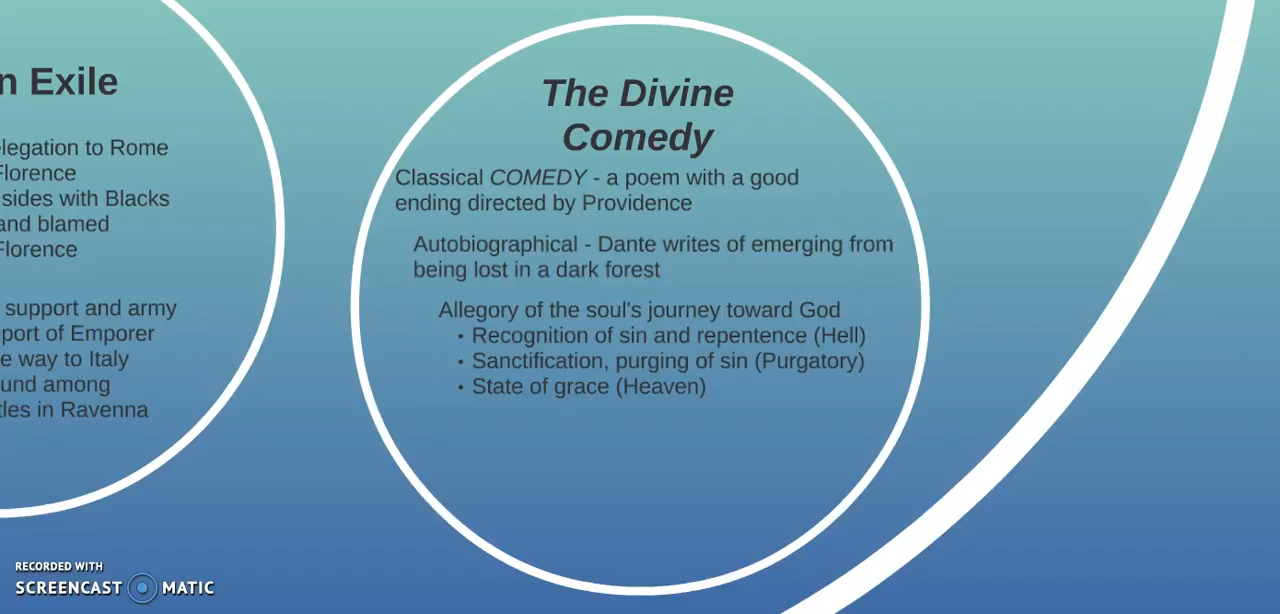 n Exile
elegation to Rome
Florence
sides with Blacks
and blamed
Florence
support and army
pport of Emporer
e way to Italy
und among
tles in Ravenna
The Divine
Comedy
Classical COMEDY - a poem with a good
ending directed by Providence
Autobiographical - Dante writes of emerging from
being lost in a dark forest
Allegory of the soul's journey toward God
• Recognition of sin and repentence (Hell)
• Sanctification, purging of sin (Purgatory)
• State of grace (Heaven)
RECORDED WITH
SCREENCAST MATIC